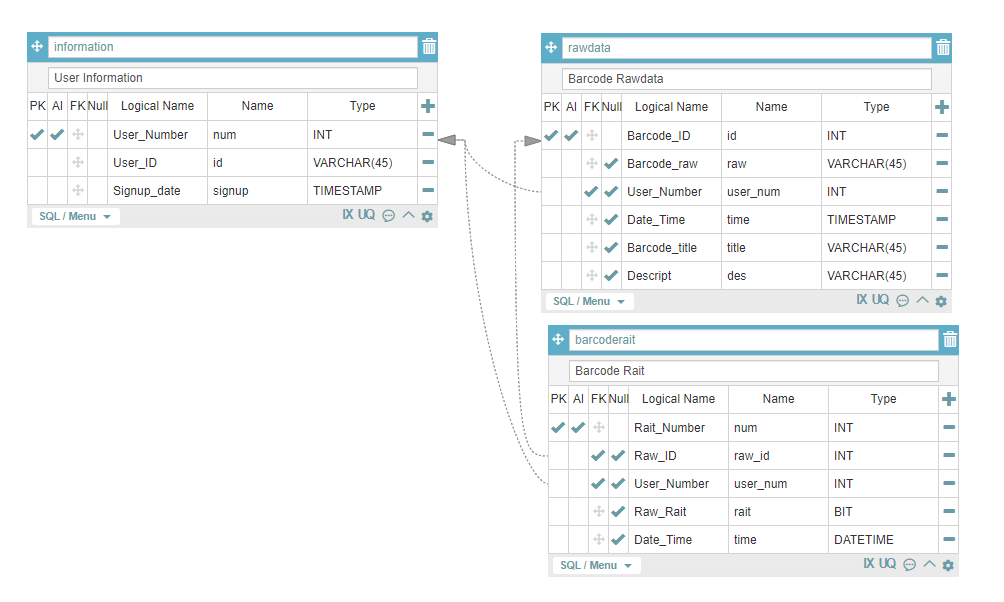 information
User Information
PK AI FK Null Logical Name Name Type
User_Number num INT
User_ID id VARCHAR(45)
Signup_date signup TIMESTAMP
SQL / Menu IX UQ
rawdata
Barcode Rawdata
PK AI FK Null Logical Name Name Type
Barcode_ID id INT
Barcode_raw raw VARCHAR(45)
User_Number user_num INT
Date_Time time TIMESTAMP
Barcode_title title VARCHAR(45)
Descript des VARCHAR(45)
SQL / Menu IX UQ
barcoderait
Barcode Rait
PK AI FK Null Logical Name Name Type
Rait_Number num INT
Raw_ID raw_id INT
User_Number user_num INT
Raw_Rait rait BIT
Date_Time time DATETIME
SQL / Menu IX UQ